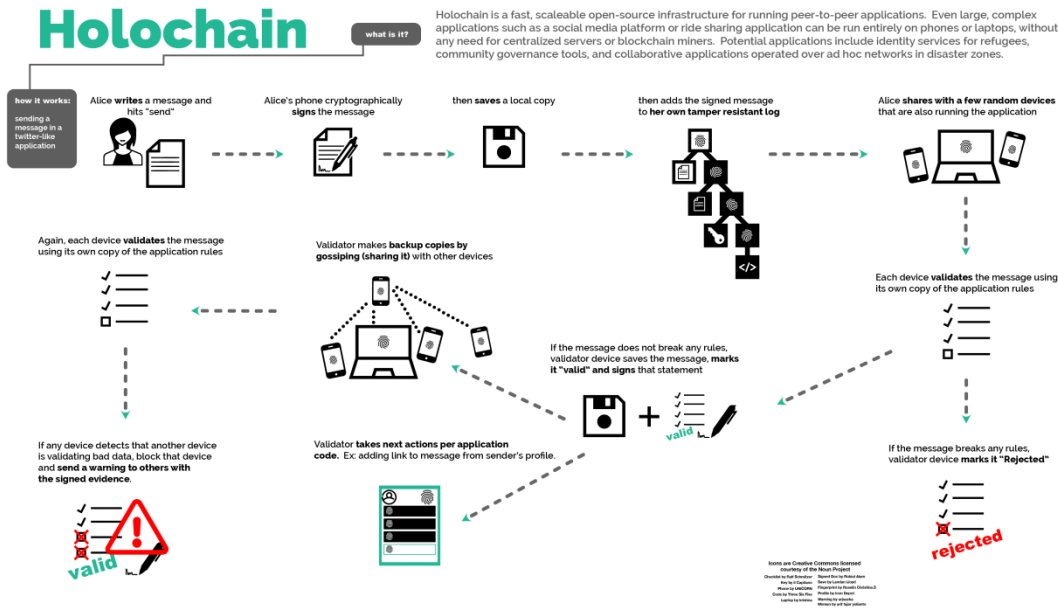 Holochain
what is it?
Holochain is a fast, scaleable open-source infrastructure for running peer-to-peer applications. Even large, complex
applications such as a social media platform or ride sharing application can be run entirely on phones or laptops, without
any need for centralized servers or blockchain miners. Potential applications include identity services for refugees,
community governance tools, and collaborative applications operated over ad hoc networks in disaster zones.
how it works:
sending a
message in a
twitter-like
application
Alice writes a message and
hits "send"
Alice's phone cryptographically
signs the message
then saves a local copy
then adds the signed message
to her own tamper resistant log
</>
Alice shares with a few random devices
that are also running the application
Each device validates the message using
its own copy of the application rules
If the message breaks any rules,
validator device marks it "Rejected"
rejected
If the message does not break any rules,
validator device saves the message, marks
it "valid" and signs that statement
+
valid
Validator makes backup copies by
gossiping (sharing it) with other devices
Validator takes next actions per application
code. Ex: adding link to message from sender's profile.
Again, each device validates the message
using its own copy of the application rules
If any device detects that another device
is validating bad data, block that device
and send a warning to others with
the signed evidence.
valid
Icons are Creative Commons licensed
courtesy of the Noun Project